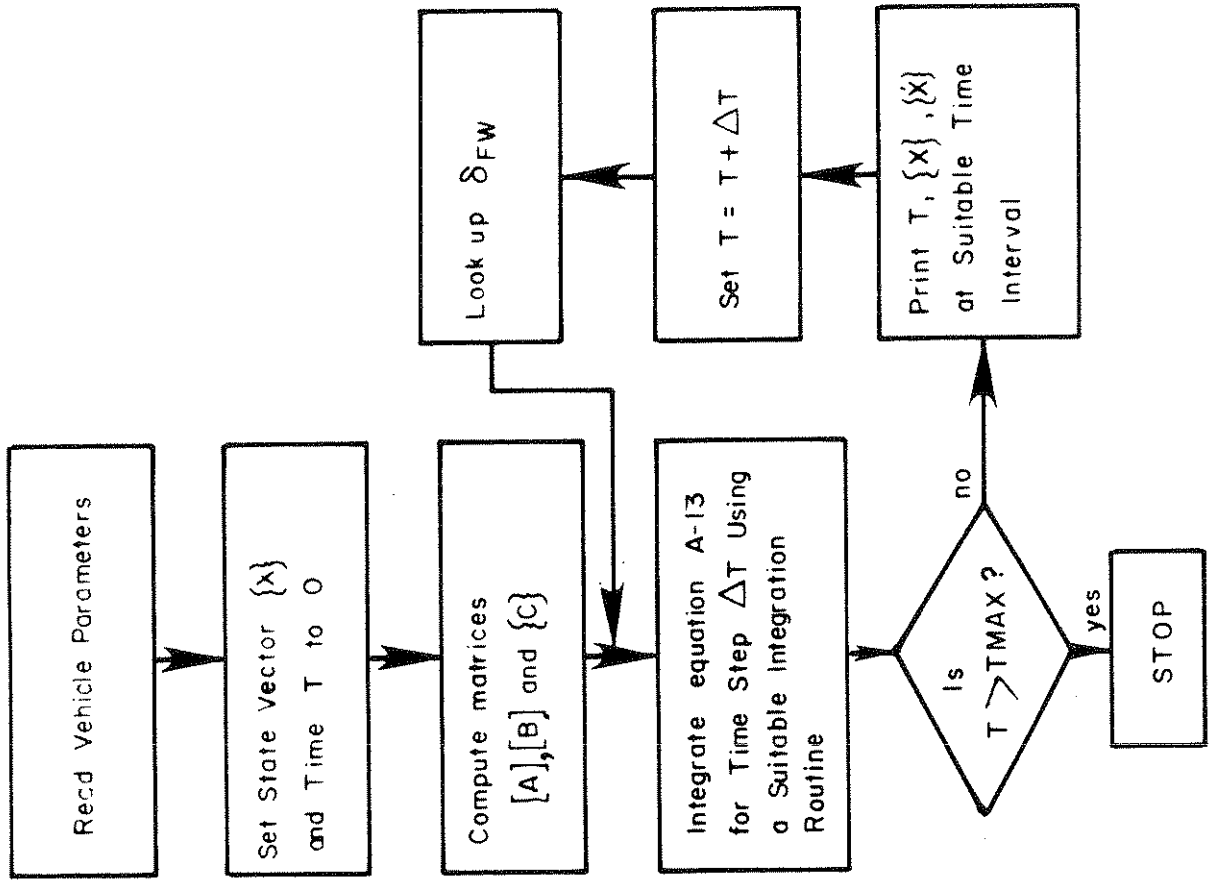 Read Vehicle Parameters
Set State Vector {X}
and Time T to O
Compute matrices
[A],[B] and {C}
Integrate equation A-13
for Time Step ΔT Using
a Suitable Integration
Routine
Is
T >TMAX?
yes
STOP
no
Print T, {X} ,{Ẋ}
at Suitable Time
Interval
Set T = T + ΔT
Look up δFW